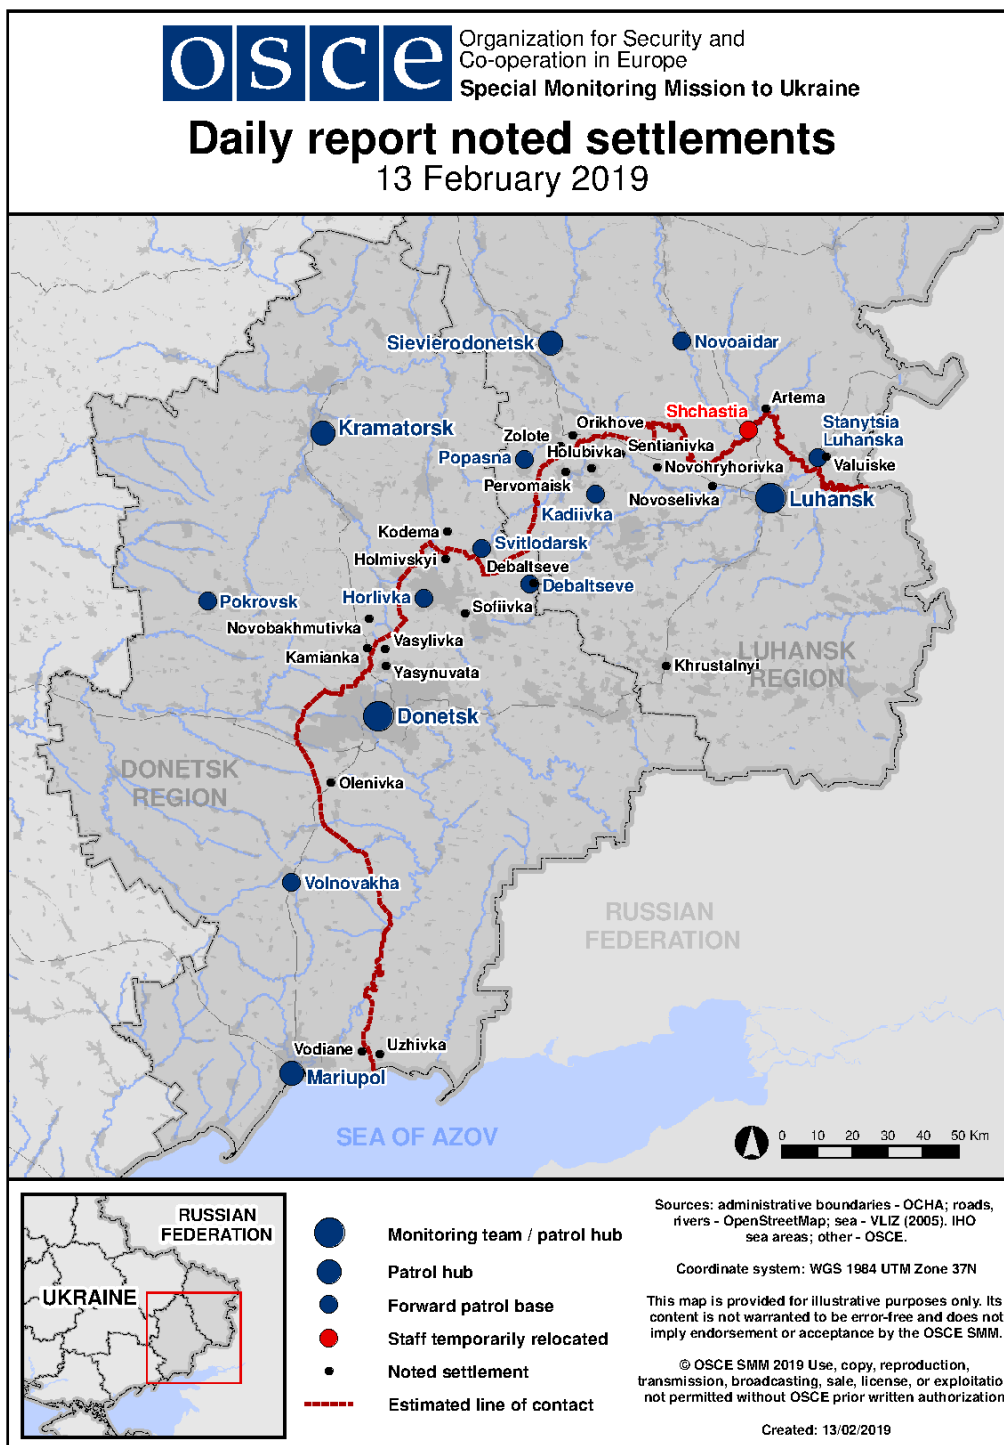 osce
Organization for Security and
Co-operation in Europe
Special Monitoring Mission to Ukraine
Daily report noted settlements
13 February 2019
Sievierodonetsk
Novoaidar
Artema
Shchastia
Stanytsia
Luhanska
Kramatorsk
Orikhove
Zolote
Holubivka
Sentianivka
Valuiske
Popasna
Novohryhorivka
Pervomaisk
Novoselivka
Luhansk
Kadiivka
Kodema
Svitlodarsk
Holmivskyi
Debaltseve
Debaltseve
Horlivka
Pokrovsk
Sofiivka
Novobakhmutivka
Vasylivka
Kamianka
LUHANSK
REGION
Khrustalnyi
Yasynuvata
Donetsk
DONETSK
REGION
Olenivka
Volnovakha
RUSSIAN
FEDERATION
Vodiane
Uzhivka
Mariupol
SEA OF AZOV
0 10 20 30 40 50 Km
RUSSIAN
FEDERATION
UKRAINE
Monitoring team / patrol hub
Patrol hub
Forward patrol base
Staff temporarily relocated
Noted settlement
Estimated line of contact
Sources: administrative boundaries - OCHA; roads,
rivers - OpenStreetMap; sea - VLIZ (2005). IHO
sea areas; other - OSCE.
Coordinate system: WGS 1984 UTM Zone 37N
This map is provided for illustrative purposes only. Its
content is not warranted to be error-free and does not
imply endorsement or acceptance by the OSCE SMM.
© OSCE SMM 2019 Use, copy, reproduction,
transmission, broadcasting, sale, license, or exploitatio
not permitted without OSCE prior written authorization
Created: 13/02/2019